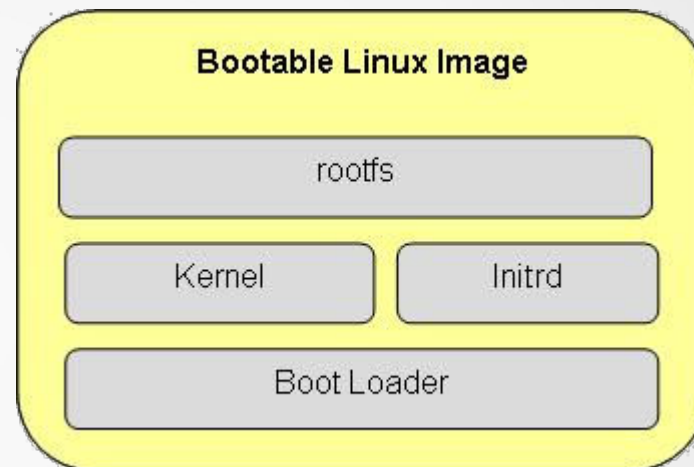 Bootable Linux Image
rootfs
Kernel
Initrd
Boot Loader